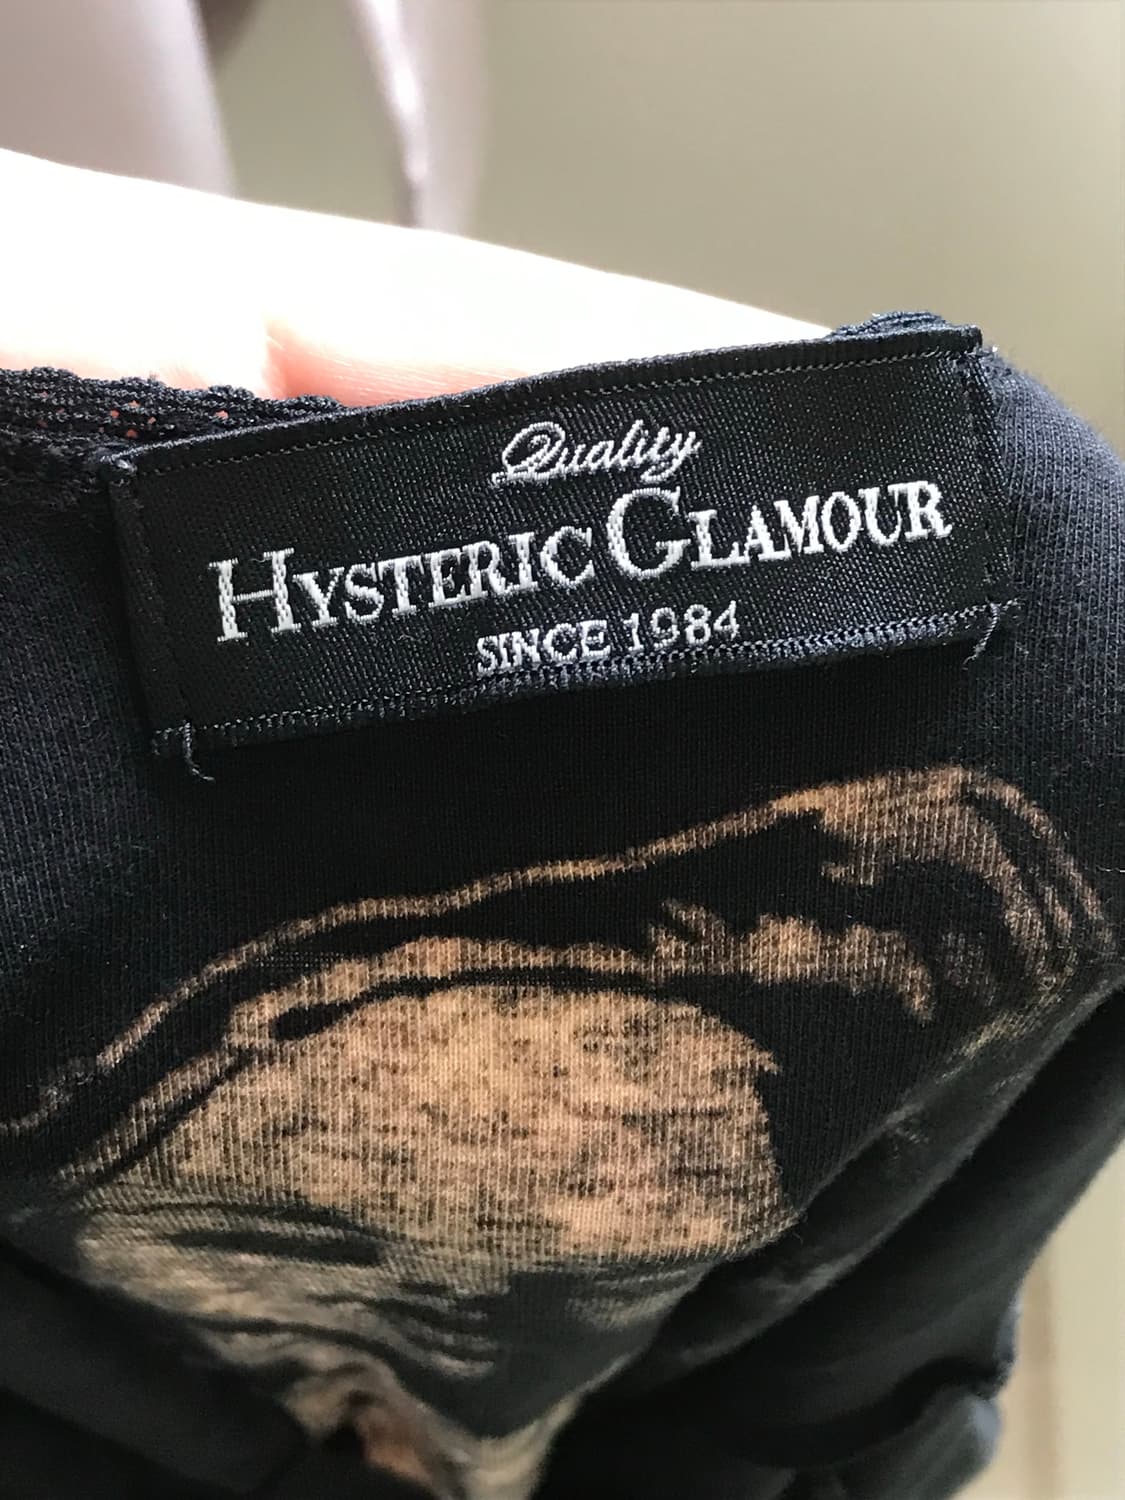 Quality
HYSTERIC GLAMOUR
SINCE 1984